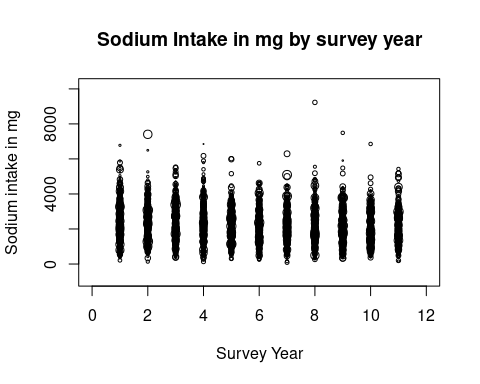 Sodium Intake in mg by survey year
Sodium intake in mg
8000
4000
0
0 2 4 6 8 10 12
Survey Year